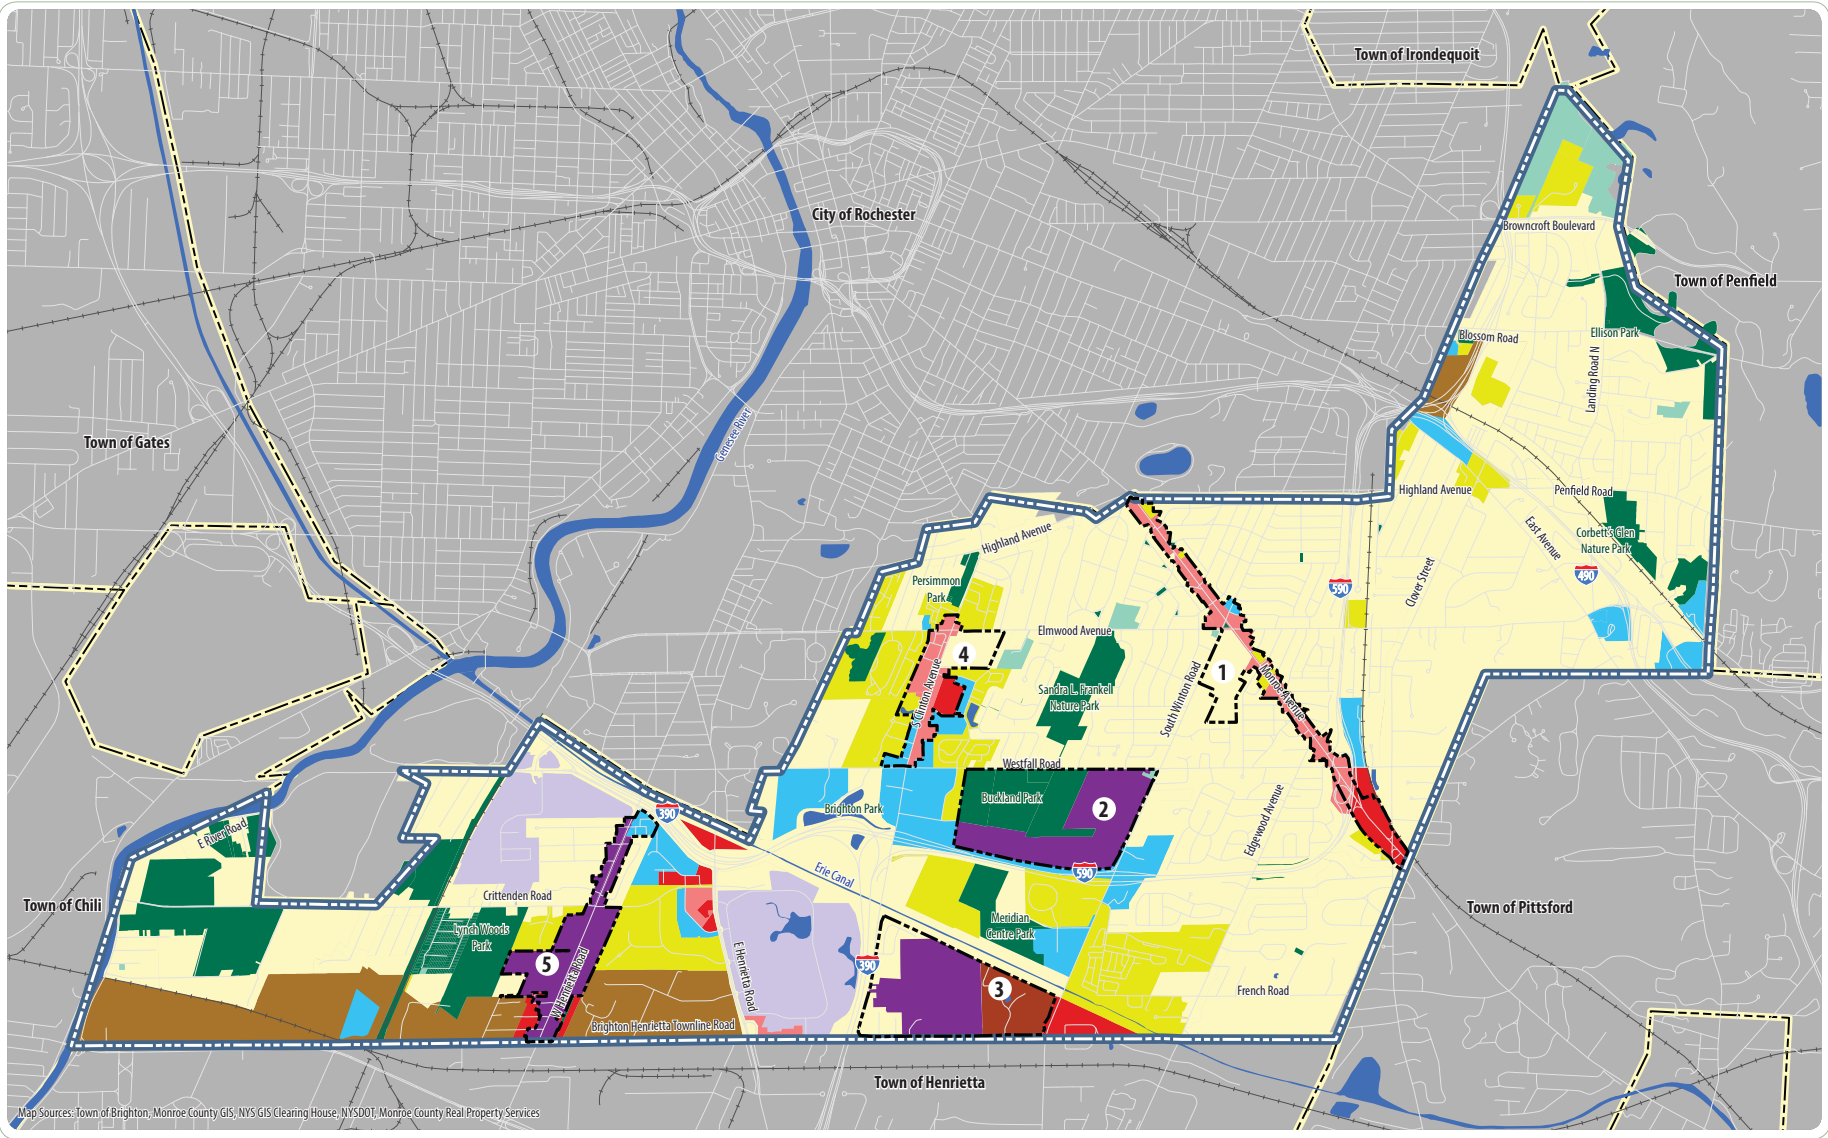 Town of Irondequoit
City of Rochester
Browncroft Boulevard
Town of Penfield
Ellison Park
Blossom Road
Landing Road N
Town of Gates
Genesee River
Highland Avenue
Penfield Road
East Avenue
Corbett's Glen
Nature Park
490
590
Clover Street
Highland Avenue
Persimmon
Park
Elmwood Avenue
4
1
S Clinton Avenue
Sandra L. Frankel
Nature Park
South Winton Road
Monroe Avenue
Westfall Road
Buckland Park
2
Brighton Park
390
E River Road
Edgewood Avenue
590
Erie Canal
Crittenden Road
Town of Chili
Town of Pittsford
Lynch Woods
Park
Meridian
Centre Park
5
W Henrietta Road
E Henrietta Road
390
3
French Road
Brighton Henrietta Townline Road
Town of Henrietta
Map Sources: Town of Brighton, Monroe County GIS, NYS GIS Clearing House, NYSDOT, Monroe County Real Property Services